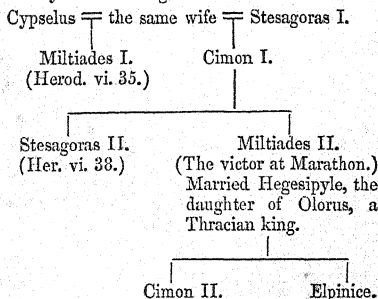 Cypselus = the same wife = Stesagoras I.
Miltiades I. Cimon I.
(Herod. vi. 35.)
Stesagoras II. Miltiades II.
(Her. vi. 38.) (The victor at Marathon.)
Married Hegesipyle, the
daughter of Olorus, a
Thracian king.
Cimon II. Elpinice.